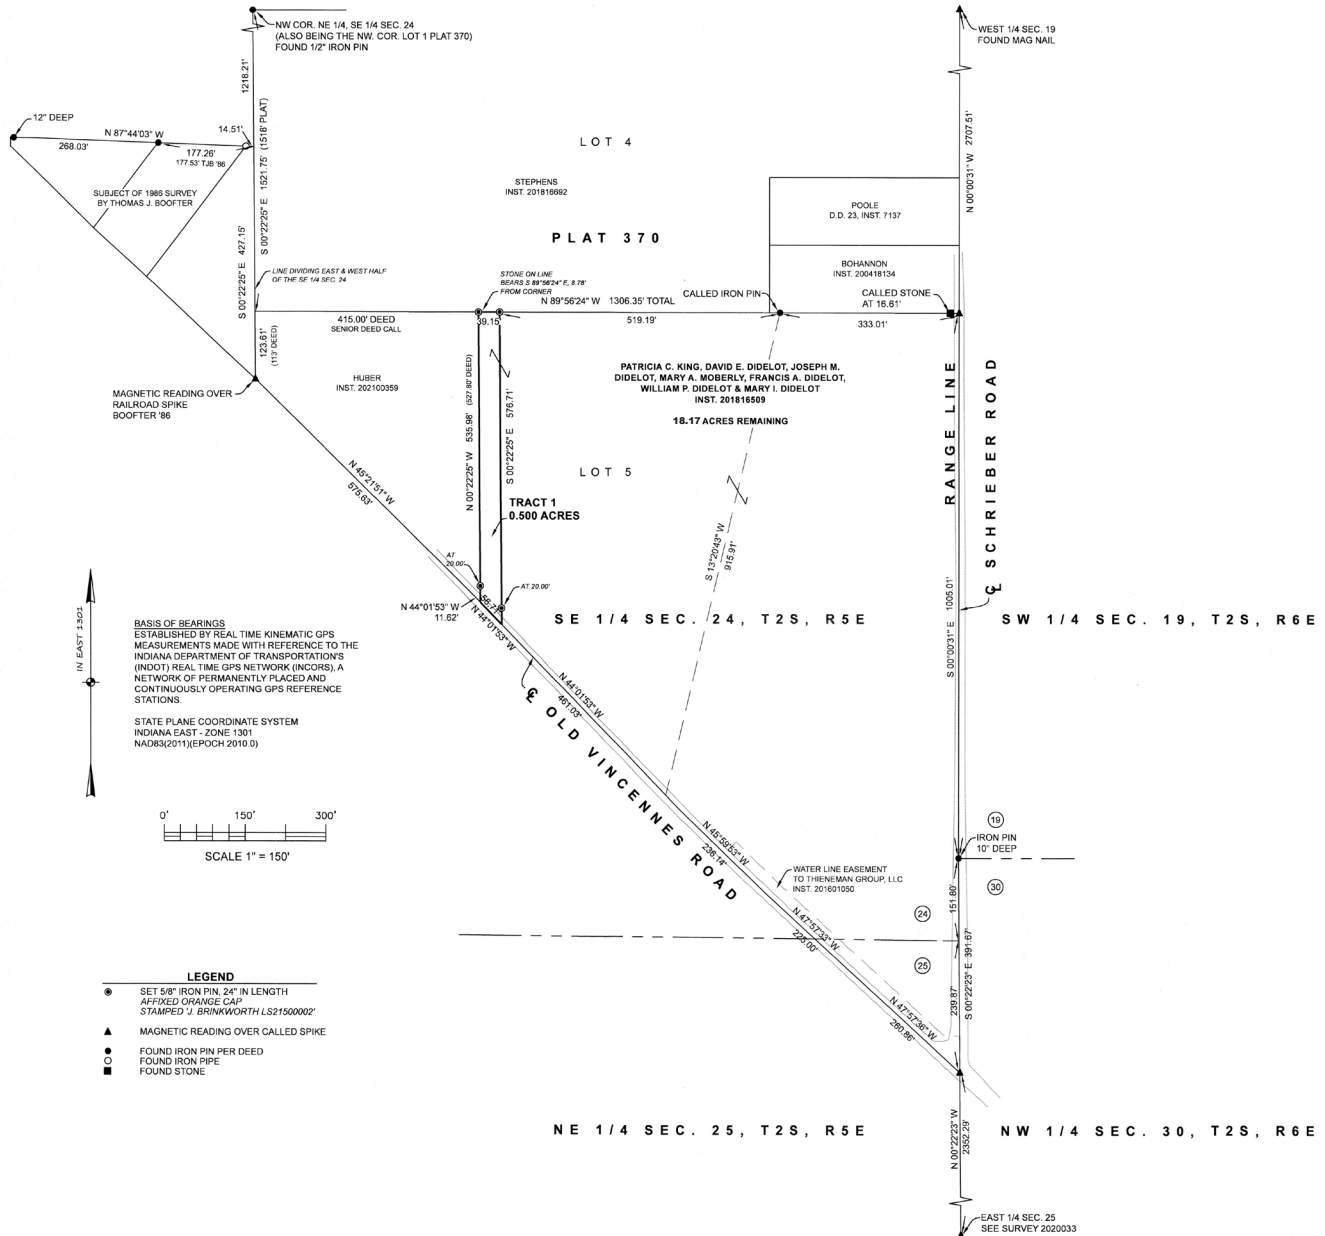 NW COR. NE 1/4, SE 1/4 SEC. 24
(ALSO BEING THE NW. COR. LOT 1 PLAT 370)
FOUND 1/2" IRON PIN
WEST 1/4 SEC. 19
FOUND MAG NAIL
1218.21'
12" DEEP
N 87°44'03" W
268.03'
177.26'
177.53' TJB '86
14.51'
S 00°22'25" E 1521.75' (1518' PLAT)
N 00°00'31" W 2707.51'
LOT 4
STEPHENS
INST. 201816692
SUBJECT OF 1986 SURVEY
BY THOMAS J. BOOFTER
POOLE
D.D. 23, INST. 7137
PLAT 370
S 00°22'25" E 427.15'
LINE DIVIDING EAST & WEST HALF
OF THE SE 1/4 SEC. 24
STONE ON LINE
BEARS S 89°56'24" E, 8.78'
FROM CORNER
BOHANNON
INST. 200418134
N 89°56'24" W 1306.35' TOTAL
CALLED IRON PIN
CALLED STONE
AT 16.61'
415.00' DEED
SENIOR DEED CALL
39.15'
519.19'
333.01'
123.61'
(113' DEED)
HUBER
INST. 202100359
PATRICIA C. KING, DAVID E. DIDELOT, JOSEPH M.
DIDELOT, MARY A. MOBERLY, FRANCIS A. DIDELOT,
WILLIAM P. DIDELOT & MARY I. DIDELOT
INST. 201816509
18.17 ACRES REMAINING
MAGNETIC READING OVER
RAILROAD SPIKE
BOOFTER '86
N 00°22'25" W 535.98' (527.80' DEED)
S 00°22'25" E 576.71'
RANGE LINE
℄ SCHRIEBER ROAD
N 45°21'51" W
575.63'
LOT 5
TRACT 1
0.500 ACRES
S 13°20'43" W
915.91'
AT
20.00'
AT 20.00'
56.71'
N 44°01'53" W
11.62'
N 44°01'53" W
S 00°00'31" E 1005.01'
SE 1/4 SEC. 24, T2S, R5E
SW 1/4 SEC. 19, T2S, R6E
IN EAST 1301
BASIS OF BEARINGS
ESTABLISHED BY REAL TIME KINEMATIC GPS
MEASUREMENTS MADE WITH REFERENCE TO THE
INDIANA DEPARTMENT OF TRANSPORTATION'S
(INDOT) REAL TIME GPS NETWORK (INCORS), A
NETWORK OF PERMANENTLY PLACED AND
CONTINUOUSLY OPERATING GPS REFERENCE
STATIONS.
STATE PLANE COORDINATE SYSTEM
INDIANA EAST - ZONE 1301
NAD83(2011)(EPOCH 2010.0)
N 44°01'53" W
461.03'
℄ OLD VINCENNES ROAD
0' 150' 300'
SCALE 1" = 150'
N 45°59'53" W
236.14'
19
IRON PIN
10" DEEP
WATER LINE EASEMENT
TO THIENEMAN GROUP, LLC
INST. 201601050
30
151.80'
24
N 47°57'33" W
225.00'
25
S 00°22'23" E 391.67'
239.87'
N 47°57'36" W
260.86'
LEGEND
SET 5/8" IRON PIN, 24" IN LENGTH
AFFIXED ORANGE CAP
STAMPED 'J. BRINKWORTH LS21500002'
MAGNETIC READING OVER CALLED SPIKE
FOUND IRON PIN PER DEED
FOUND IRON PIPE
FOUND STONE
NE 1/4 SEC. 25, T2S, R5E
NW 1/4 SEC. 30, T2S, R6E
N 00°22'23" W
2352.29'
EAST 1/4 SEC. 25
SEE SURVEY 2020033